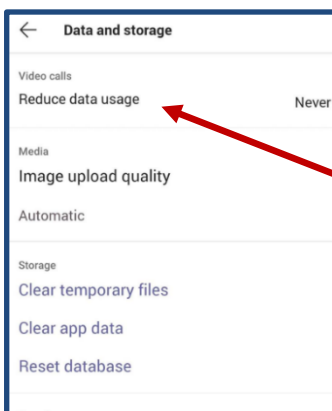 Data and storage
Video calls
Reduce data usage Never
Media
Image upload quality
Automatic
Storage
Clear temporary files
Clear app data
Reset database